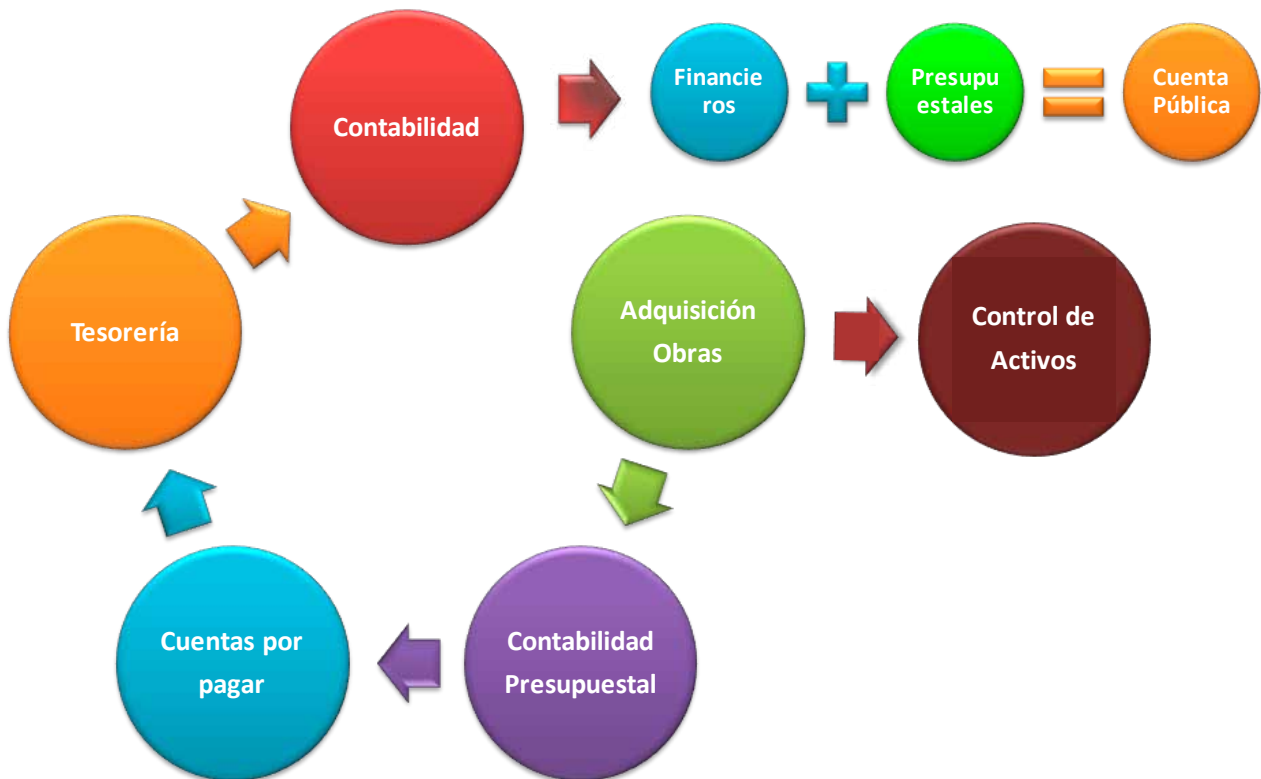 Contabilidad
Financie
ros
Presupu
estales
Cuenta
Pública
Tesorería
Adquisición
Obras
Control de
Activos
Cuentas por
pagar
Contabilidad
Presupuestal